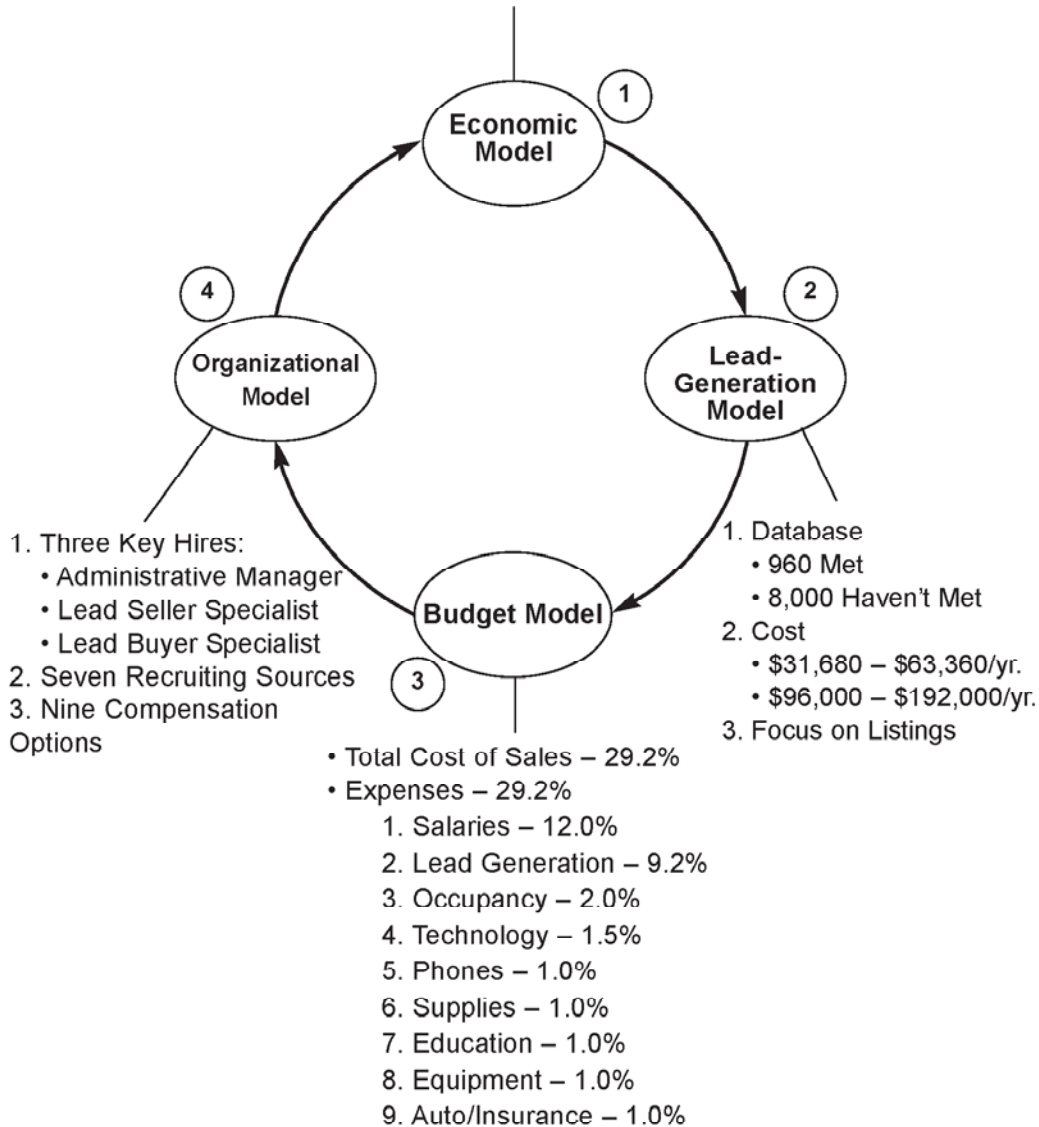 1
Economic
Model
2
Lead-
Generation
Model
1. Database
• 960 Met
• 8,000 Haven't Met
2. Cost
• $31,680 – $63,360/yr.
• $96,000 – $192,000/yr.
3. Focus on Listings
Budget Model
3
• Total Cost of Sales – 29.2%
• Expenses – 29.2%
1. Salaries – 12.0%
2. Lead Generation – 9.2%
3. Occupancy – 2.0%
4. Technology – 1.5%
5. Phones – 1.0%
6. Supplies – 1.0%
7. Education – 1.0%
8. Equipment – 1.0%
9. Auto/Insurance – 1.0%
4
Organizational
Model
1. Three Key Hires:
• Administrative Manager
• Lead Seller Specialist
• Lead Buyer Specialist
2. Seven Recruiting Sources
3. Nine Compensation
Options